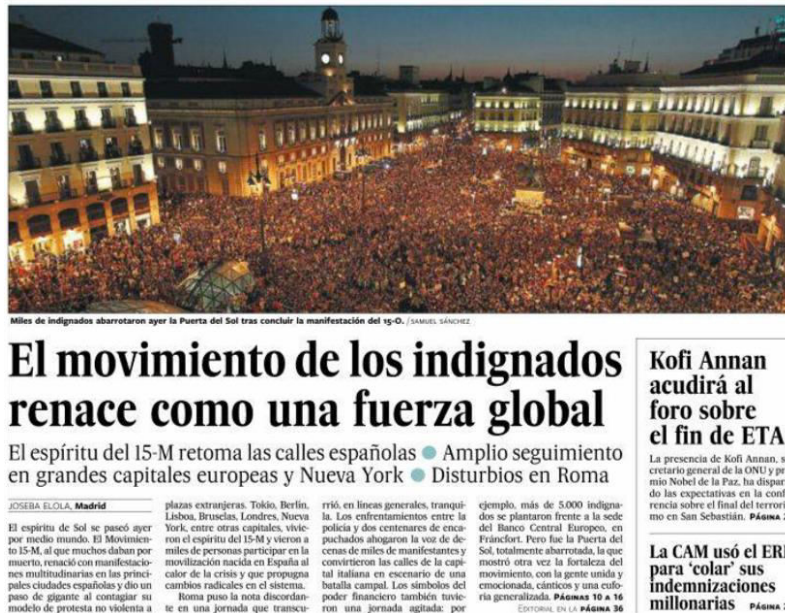 Miles de indignados abarrotaron ayer la Puerta del Sol tras concluir la manifestación del 15-O. / SAMUEL SÁNCHEZ
El movimiento de los indignados
renace como una fuerza global
El espíritu del 15-M retoma las calles españolas ● Amplio seguimiento
en grandes capitales europeas y Nueva York ● Disturbios en Roma
JOSEBA ELOLA, Madrid
El espíritu de Sol se paseó ayer
por medio mundo. El Movimien-
to 15-M, al que muchos daban por
muerto, renació con manifestacio-
nes multitudinarias en las princi-
pales ciudades españolas y dio un
paso de gigante al contagiar su
modelo de protesta no violenta a
plazas extranjeras. Tokio, Berlín,
Lisboa, Bruselas, Londres, Nueva
York, entre otras capitales, vivie-
ron el espíritu del 15-M y vieron a
miles de personas participar en la
movilización nacida en España al
calor de la crisis y que propugna
cambios radicales en el sistema.
Roma puso la nota discordan-
te en una jornada que transcu-
rrió, en líneas generales, tranqui-
la. Los enfrentamientos entre la
policía y dos centenares de enca-
puchados ahogaron la voz de de-
cenas de miles de manifestantes y
convirtieron las calles de la capi-
tal italiana en escenario de una
batalla campal. Los símbolos del
poder financiero también tuvie-
ron una jornada agitada: por
ejemplo, más de 5.000 indigna-
dos se plantaron frente a la sede
del Banco Central Europeo, en
Fráncfort. Pero fue la Puerta del
Sol, totalmente abarrotada, la que
mostró otra vez la fortaleza del
movimiento, con la gente unida y
emocionada, cánticos y una eufo-
ria generalizada. PÁGINAS 10 A 16
EDITORIAL EN LA PÁGINA 36
Kofi Annan
acudirá al
foro sobre
el fin de ETA
La presencia de Kofi Annan, s
cretario general de la ONU y pr
mio Nobel de la Paz, ha dispar
do las expectativas en la conf
rencia sobre el final del terrori
mo en San Sebastián. PÁGINA
La CAM usó el ERE
para 'colar' sus
indemnizaciones
millonarias PÁGINA